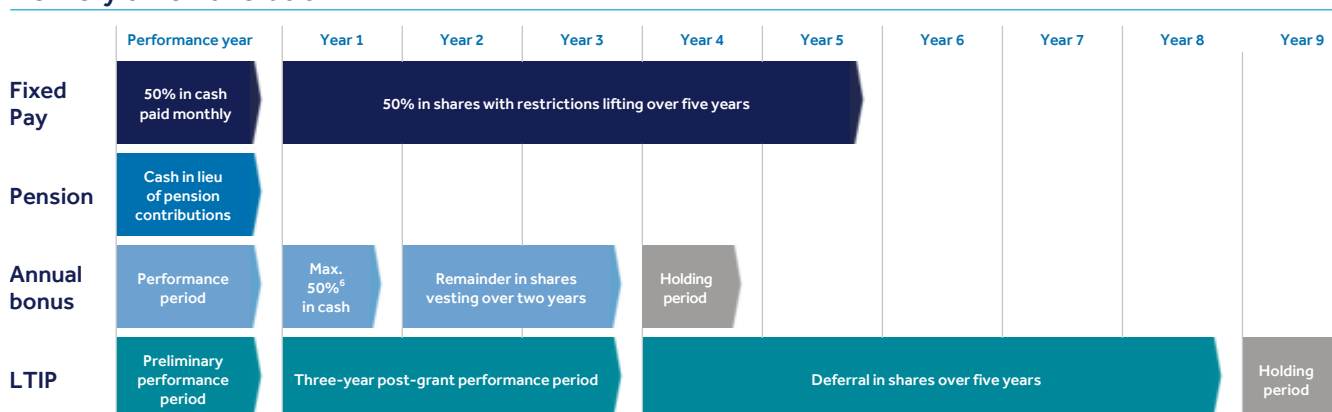 Performance year
Year 1
Year 2
Year 3
Year 4
Year 5
Year 6
Year 7
Year 8
Year 9
Fixed
Pay
50% in cash
paid monthly
50% in shares with restrictions lifting over five years
Pension
Cash in lieu
of pension
contributions
Annual
bonus
Performance
period
Max.
50%6
in cash
Remainder in shares
vesting over two years
Holding
period
LTIP
Preliminary
performance
period
Three-year post-grant performance period
Deferral in shares over five years
Holding
period